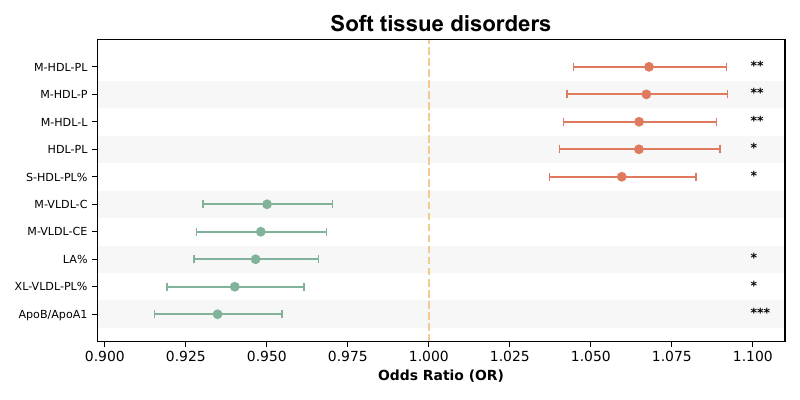 Soft tissue disorders
M-HDL-PL **
M-HDL-P **
M-HDL-L **
HDL-PL *
S-HDL-PL% *
M-VLDL-C
M-VLDL-CE
LA% *
XL-VLDL-PL% *
ApoB/ApoA1 ***
0.900 0.925 0.950 0.975 1.000 1.025 1.050 1.075 1.100
Odds Ratio (OR)